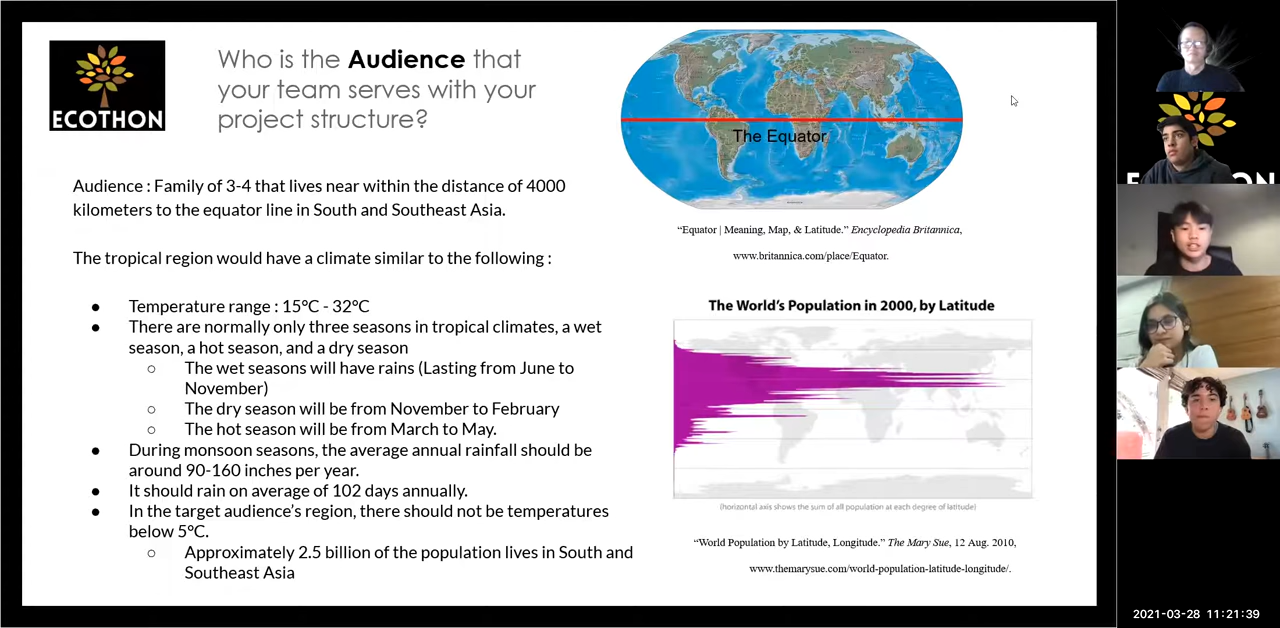 ECOTHON
Who is the Audience that
your team serves with your
project structure?
Audience : Family of 3-4 that lives near within the distance of 4000
kilometers to the equator line in South and Southeast Asia.
The tropical region would have a climate similar to the following :
● Temperature range : 15°C - 32°C
● There are normally only three seasons in tropical climates, a wet
season, a hot season, and a dry season
○ The wet seasons will have rains (Lasting from June to
November)
○ The dry season will be from November to February
○ The hot season will be from March to May.
● During monsoon seasons, the average annual rainfall should be
around 90-160 inches per year.
● It should rain on average of 102 days annually.
● In the target audience's region, there should not be temperatures
below 5°C.
○ Approximately 2.5 billion of the population lives in South and
Southeast Asia
The Equator
“Equator | Meaning, Map, & Latitude.” Encyclopedia Britannica,
www.britannica.com/place/Equator.
The World's Population in 2000, by Latitude
(horizontal axis shows the sum of all population at each degree of latitude)
“World Population by Latitude, Longitude.” The Mary Sue, 12 Aug. 2010,
www.themarysue.com/world-population-latitude-longitude/.
2021-03-28 11:21:39